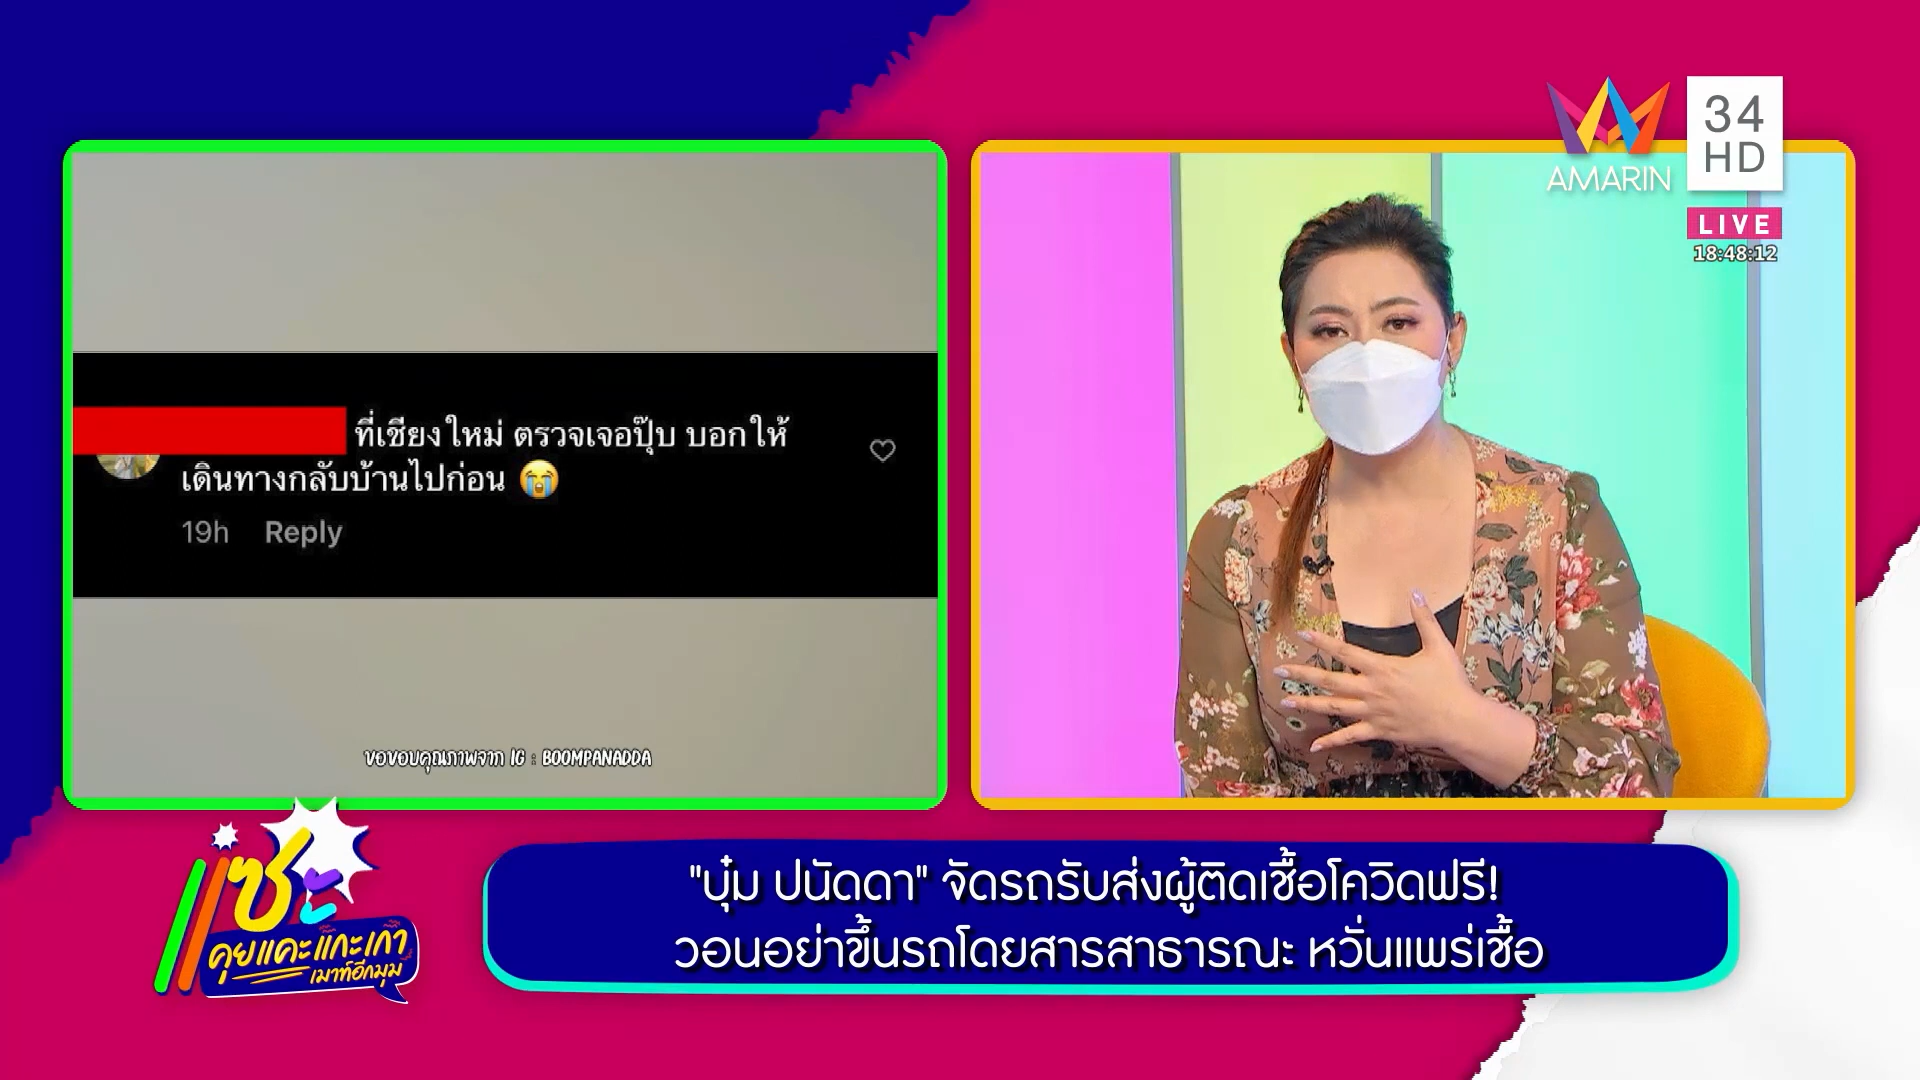 AMARIN
34
HD
LIVE
18:48:12
ที่เชียงใหม่ ตรวจเจอปุ๊บ บอกให้
เดินทางกลับบ้านไปก่อน 😭
19h Reply
ขอขอบคุณภาพจาก IG : BOOMPANADDA
แซะ
คุยแคะแกะเกา
เมาท์อีกมุม
"บุ๋ม ปนัดดา" จัดรถรับส่งผู้ติดเชื้อโควิดฟรี!
วอนอย่าขึ้นรถโดยสารสาธารณะ หวั่นแพร่เชื้อ